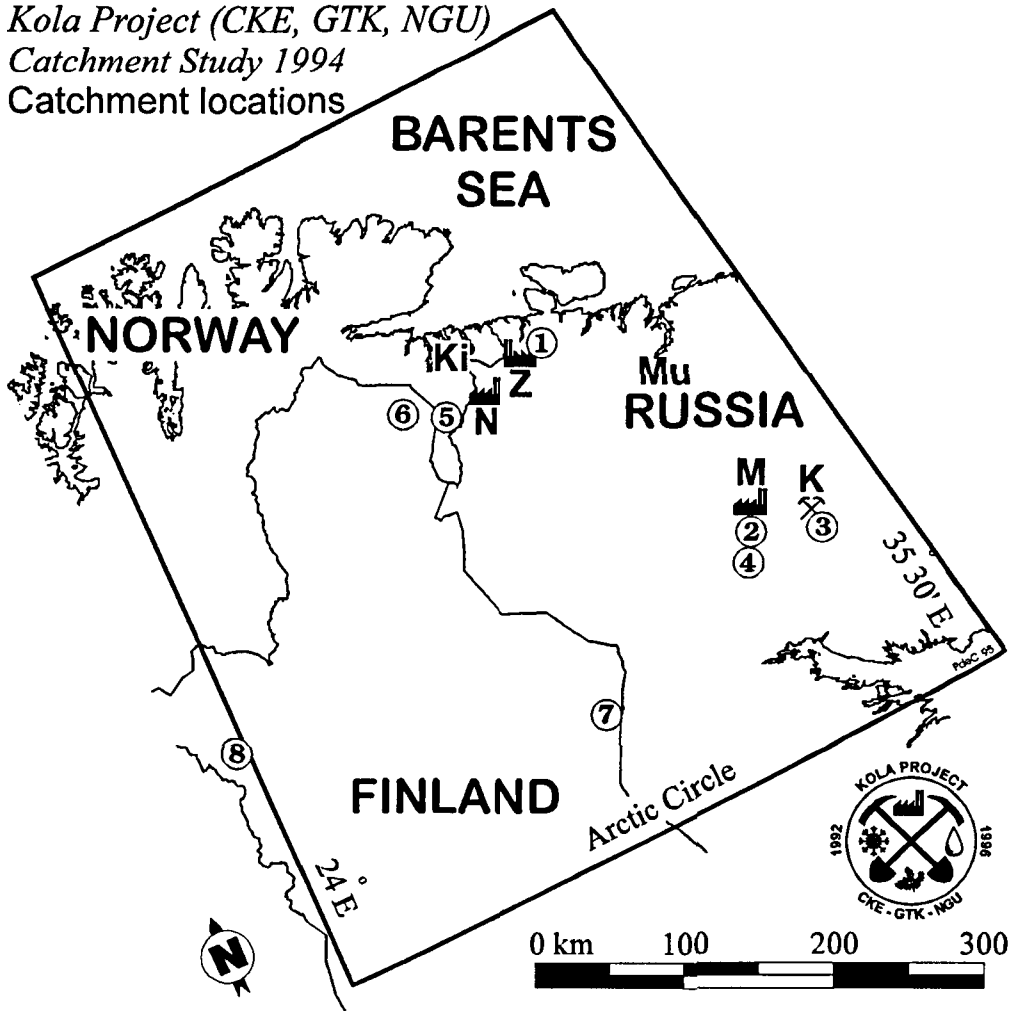 Kola Project (CKE, GTK, NGU)
Catchment Study 1994
Catchment locations
BARENTS
SEA
NORWAY
Ki
1
Z
Mu
RUSSIA
6
5
N
M
K
2
3
4
35 30' E
PdeC 95
7
8
FINLAND
Arctic Circle
24° E
KOLA PROJECT
1992
1996
CKE - GTK - NGU
N
0 km 100 200 300